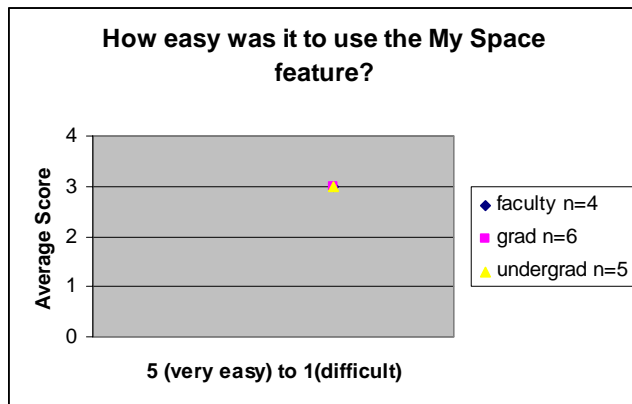 How easy was it to use the My Space
feature?
4
3
2
1
0
Average Score
5 (very easy) to 1(difficult)
faculty n=4
grad n=6
undergrad n=5